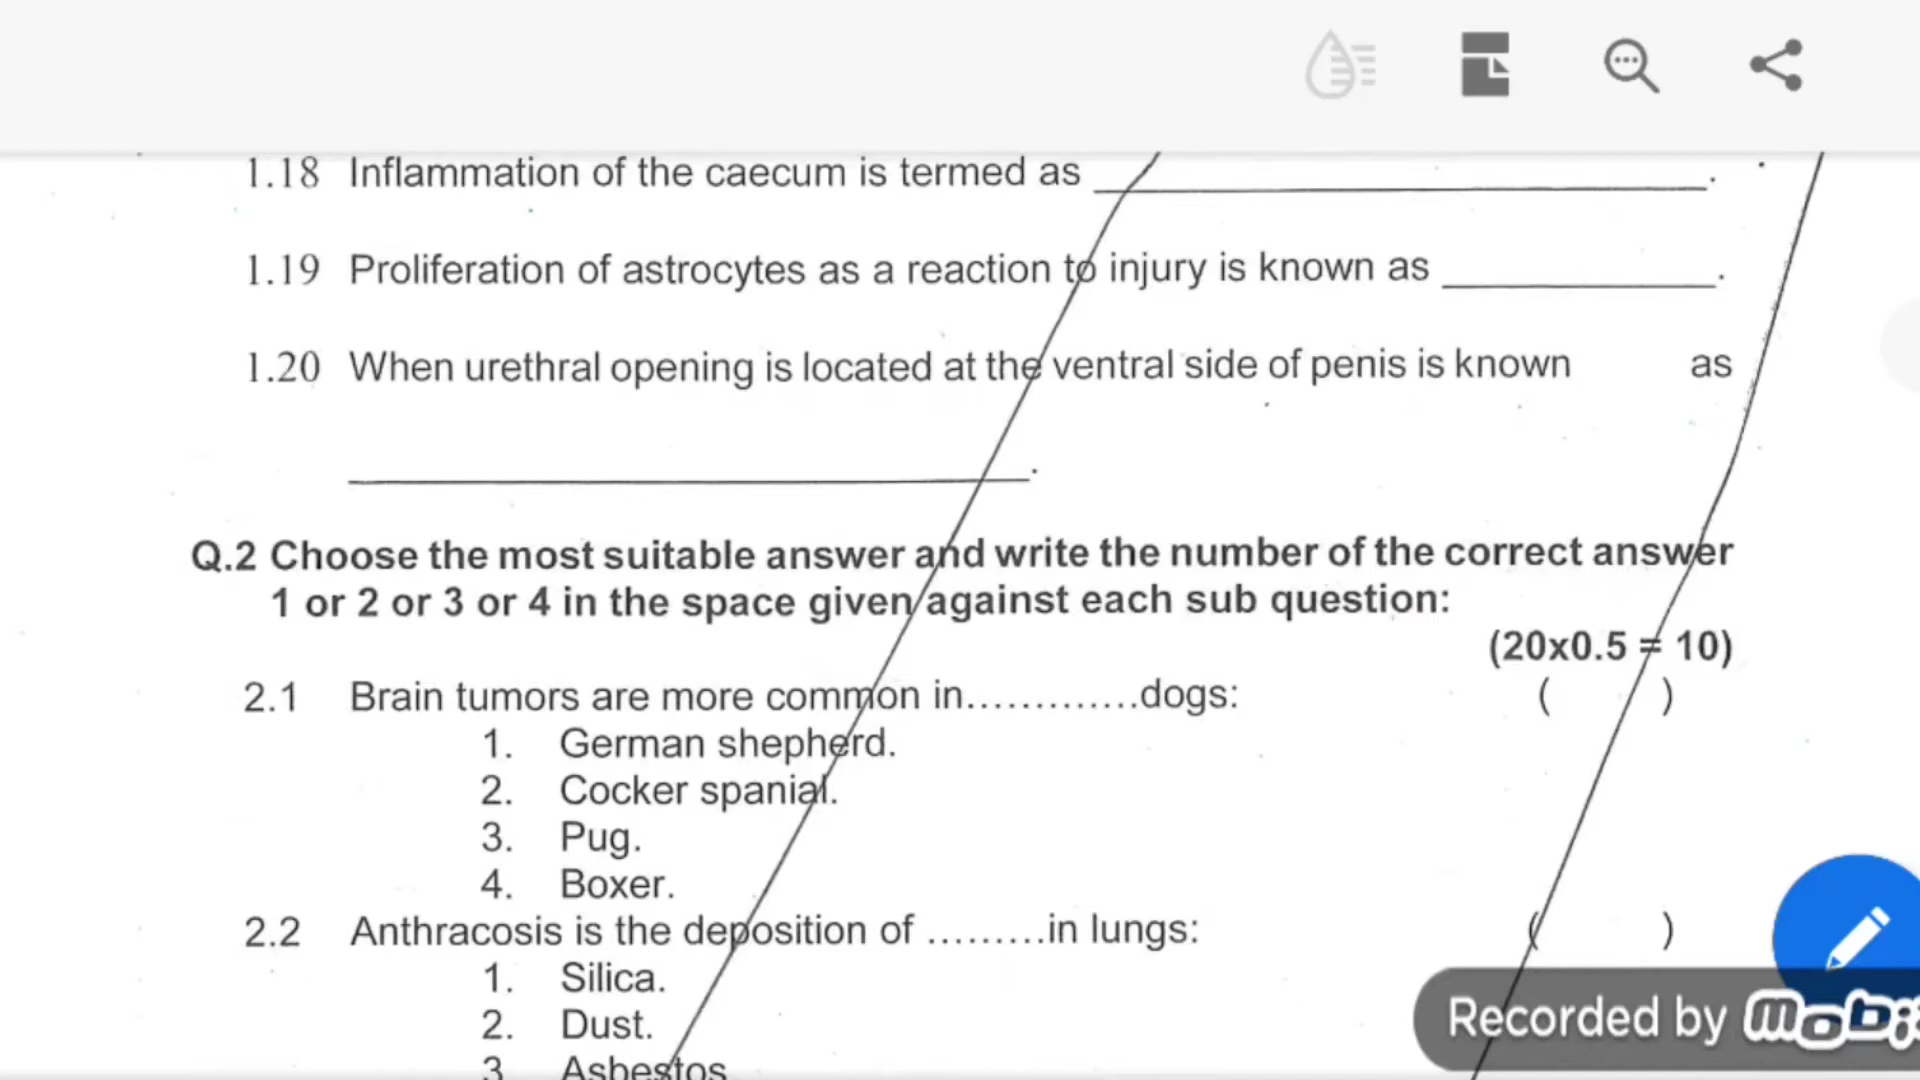 1.18 Inflammation of the caecum is termed as ____________________.
1.19 Proliferation of astrocytes as a reaction to injury is known as __________.
1.20 When urethral opening is located at the ventral side of penis is known as
____________________.
Q.2 Choose the most suitable answer and write the number of the correct answer
1 or 2 or 3 or 4 in the space given against each sub question:
(20x0.5 = 10)
2.1 Brain tumors are more common in.............dogs: ( )
1. German shepherd.
2. Cocker spanial.
3. Pug.
4. Boxer.
2.2 Anthracosis is the deposition of .........in lungs: ( )
1. Silica.
2. Dust.
3. Asbestos
Recorded by